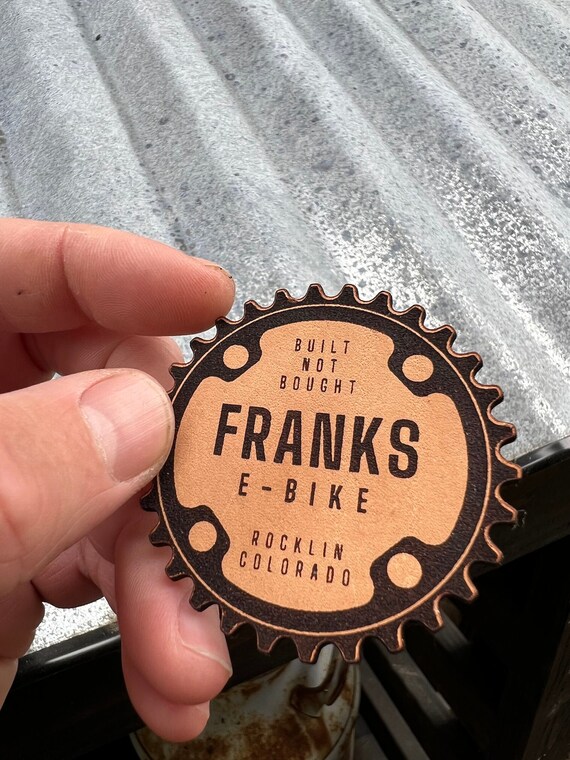 BUILT
NOT
BOUGHT
FRANKS
E-BIKE
ROCKLIN
COLORADO